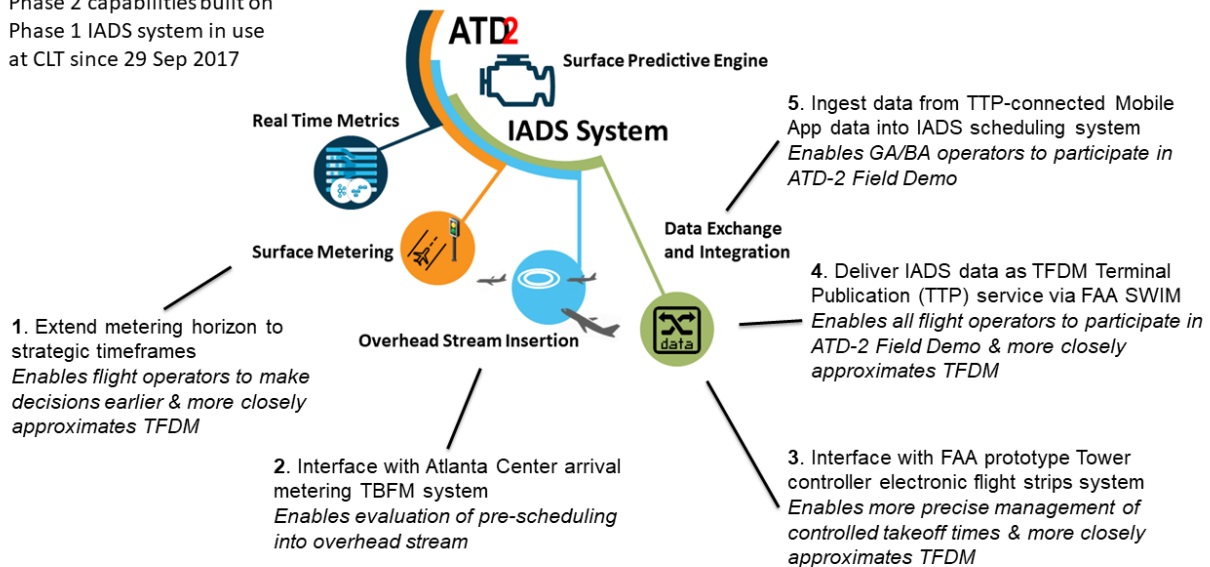 Phase 2 capabilities built on
Phase 1 IADS system in use
at CLT since 29 Sep 2017
ATD2
Surface Predictive Engine
IADS System
Real Time Metrics
Surface Metering
Overhead Stream Insertion
Data Exchange
and Integration
data
1. Extend metering horizon to
strategic timeframes
Enables flight operators to make
decisions earlier & more closely
approximates TFDM
2. Interface with Atlanta Center arrival
metering TBFM system
Enables evaluation of pre-scheduling
into overhead stream
3. Interface with FAA prototype Tower
controller electronic flight strips system
Enables more precise management of
controlled takeoff times & more closely
approximates TFDM
4. Deliver IADS data as TFDM Terminal
Publication (TTP) service via FAA SWIM
Enables all flight operators to participate in
ATD-2 Field Demo & more closely
approximates TFDM
5. Ingest data from TTP-connected Mobile
App data into IADS scheduling system
Enables GA/BA operators to participate in
ATD-2 Field Demo